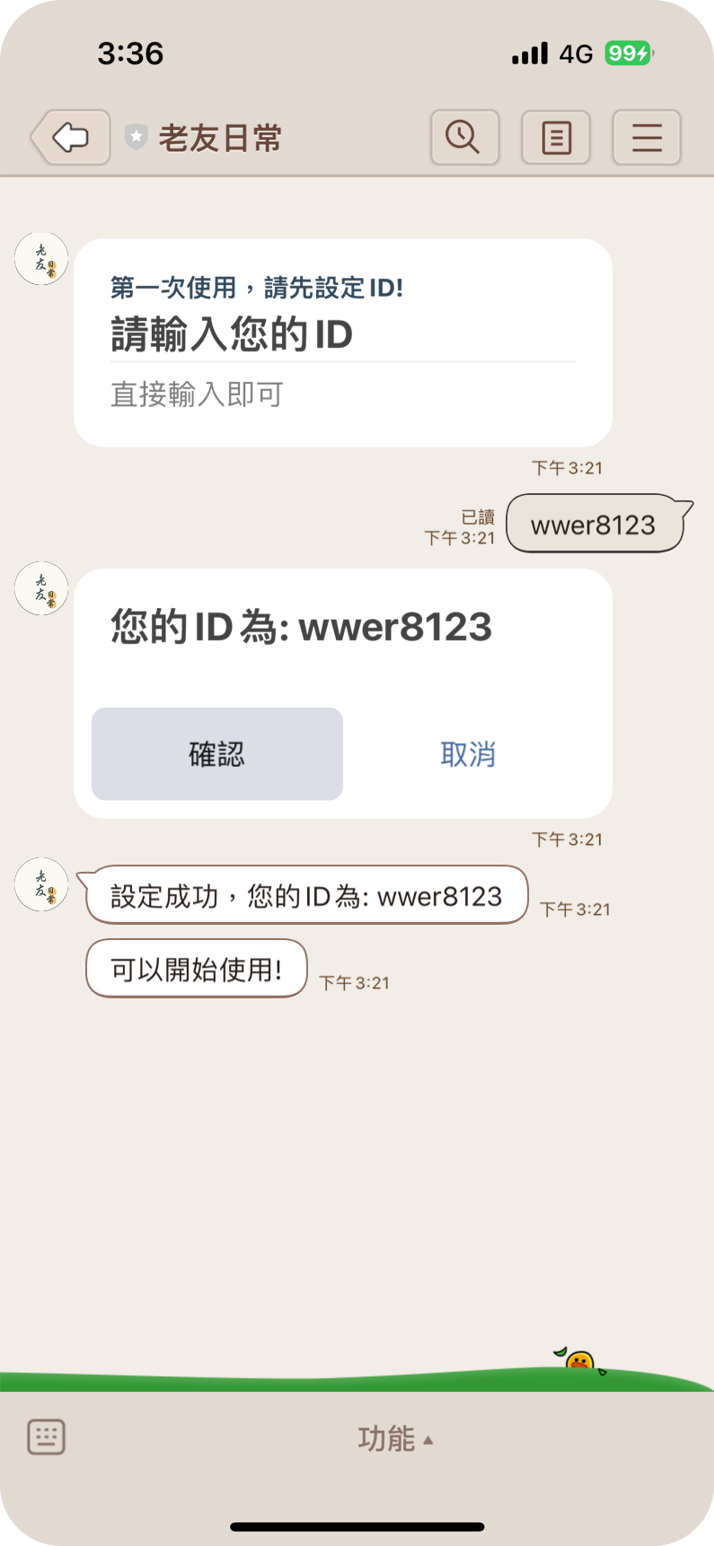 3:36
4G
99
老友日常
老友日常
第一次使用，請先設定ID!
請輸入您的ID
直接輸入即可
下午3:21
已讀
下午3:21
wwer8123
老友日常
您的ID為: wwer8123
確認
取消
下午3:21
老友日常
設定成功，您的ID為: wwer8123
下午3:21
可以開始使用!
下午3:21
功能